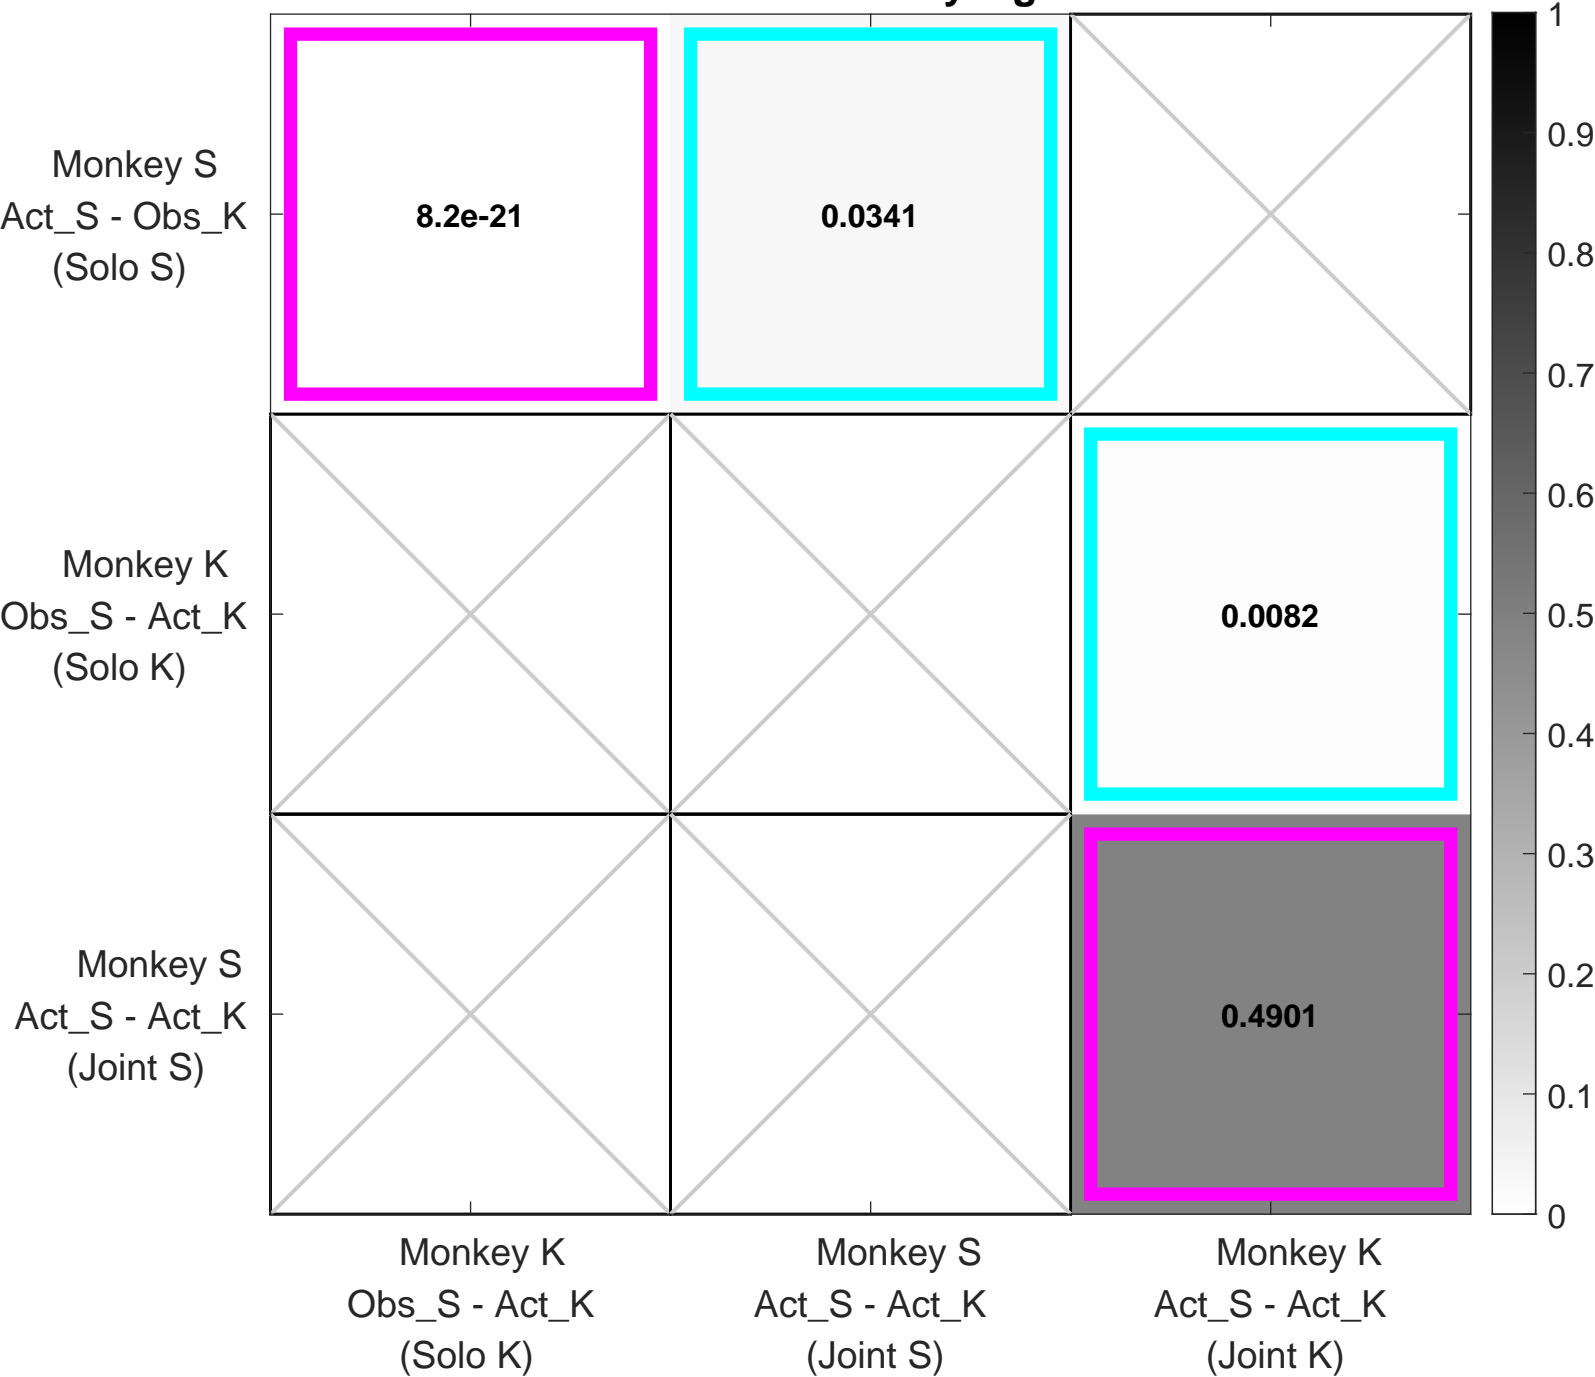 1
0.9
0.8
0.7
0.6
0.5
0.4
0.3
0.2
0.1
0
Monkey S
Act_S - Obs_K
(Solo S)
8.2e-21
0.0341
Monkey K
Obs_S - Act_K
(Solo K)
0.0082
Monkey S
Act_S - Act_K
(Joint S)
0.4901
Monkey K
Obs_S - Act_K
(Solo K)
Monkey S
Act_S - Act_K
(Joint S)
Monkey K
Act_S - Act_K
(Joint K)